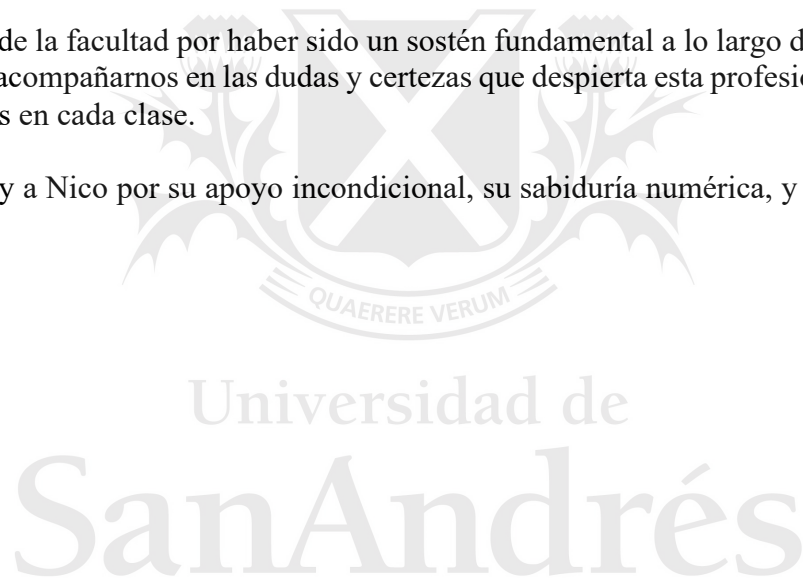 de la facultad por haber sido un sostén fundamental a lo largo d
acompañarnos en las dudas y certezas que despierta esta profesi
s en cada clase.
y a Nico por su apoyo incondicional, su sabiduría numérica, y
QUAERERE VERUM
Universidad de
SanAndrés